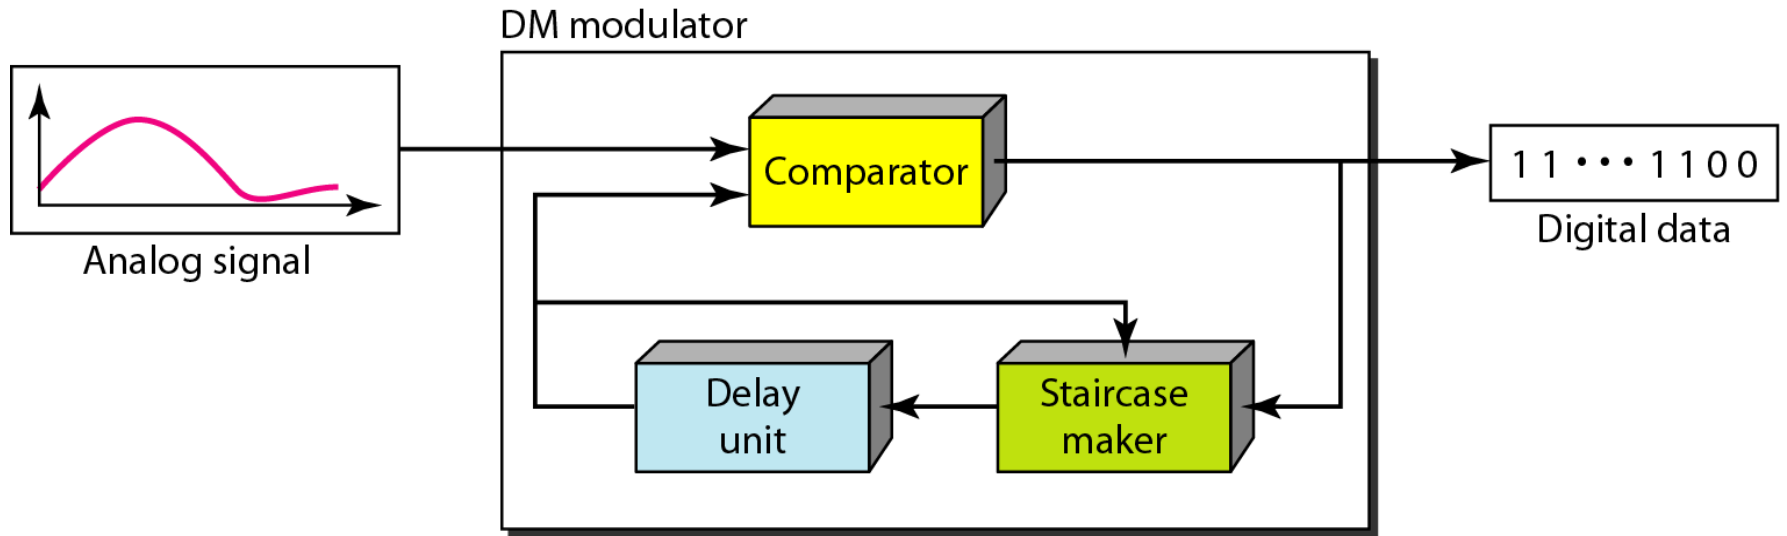 DM modulator
Comparator
1 1 • • • 1 1 0 0
Analog signal
Digital data
Delay
unit
Staircase
maker